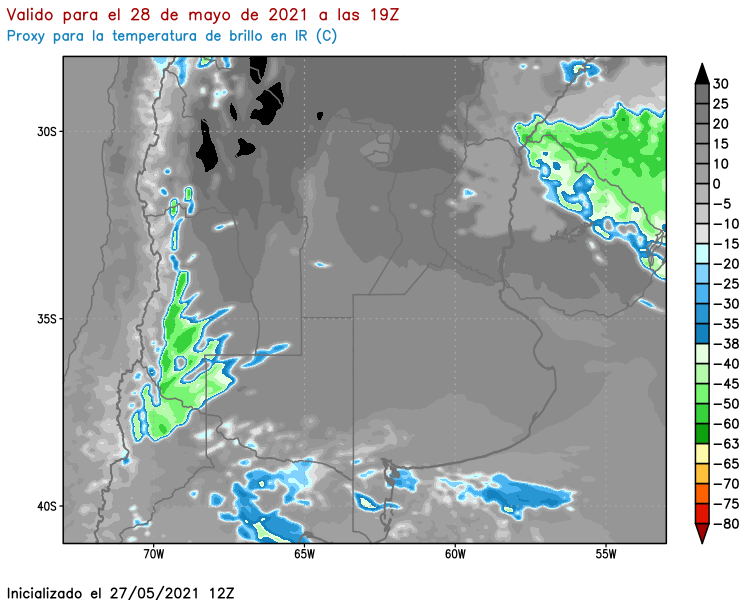 Valido para el 28 de mayo de 2021 a las 19Z
Proxy para la temperatura de brillo en IR (C)
30S
35S
40S
70W
65W
60W
55W
30
25
20
15
10
0
−5
−10
−15
−20
−25
−30
−35
−38
−40
−45
−50
−60
−63
−65
−70
−75
−80
Inicializado el 27/05/2021 12Z